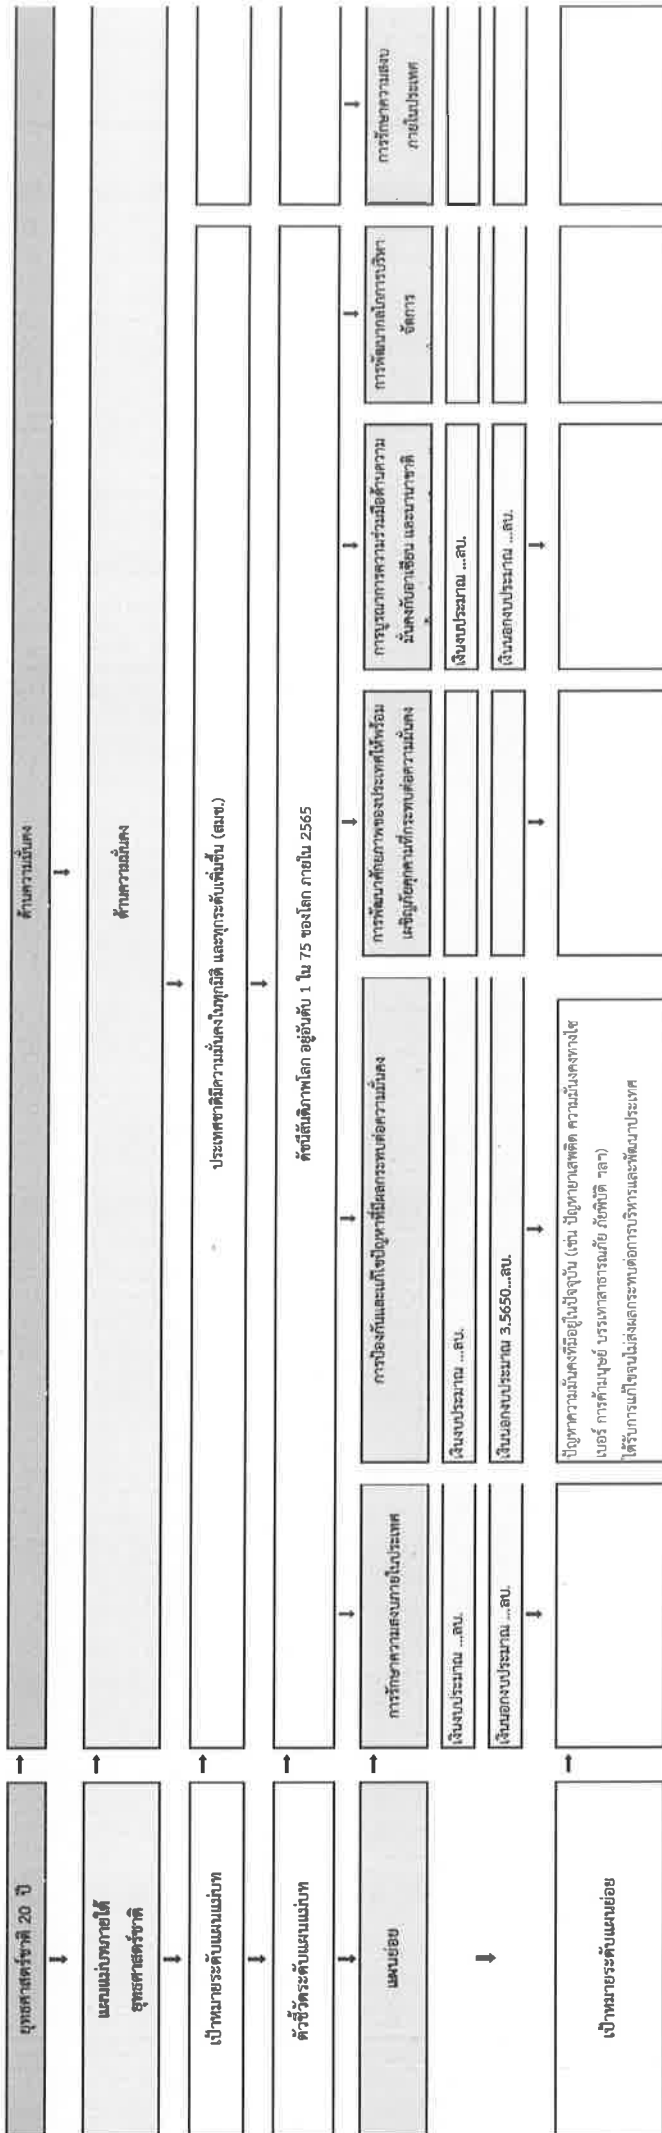 ยุทธศาสตร์ชาติ 20 ปี
ด้านความมั่นคง
แผนแม่บทภายใต้
ยุทธศาสตร์ชาติ
ด้านความมั่นคง
เป้าหมายระดับแผนแม่บท
ประเทศชาติมีความมั่นคงในทุกมิติ และทุกระดับเพิ่มขึ้น (สมช.)
ตัวชี้วัดระดับแผนแม่บท
ดัชนีสันติภาพโลก อยู่อันดับ 1 ใน 75 ของโลก ภายใน 2565
แผนย่อย
การรักษาความสงบภายในประเทศ
การป้องกันและแก้ไขปัญหาที่มีผลกระทบต่อความมั่นคง
การพัฒนาศักยภาพของประเทศให้พร้อม
เผชิญภัยคุกคามที่กระทบต่อความมั่นคง
การบูรณาการความร่วมมือด้านความ
มั่นคงกับอาเซียน และนานาชาติ
การพัฒนากลไกการบริหา
จัดการ
การรักษาความสงบ
ภายในประเทศ
เงินงบประมาณ ...ลบ.
เงินงบประมาณ ...ลบ.
เงินงบประมาณ ...ลบ.
เงินนอกงบประมาณ ...ลบ.
เงินนอกงบประมาณ 3.5650...ลบ.
เงินนอกงบประมาณ ...ลบ.
เป้าหมายระดับแผนย่อย
ปัญหาความมั่นคงที่มีอยู่ในปัจจุบัน (เช่น ปัญหายาเสพติด ความมั่นงคงทางไซ
เบอร์ การค้ามนุษย์ บรรเทาสาธารณภัย ภัยพิบัติ ฯลฯ)
ได้รับการแก้ไขจนไม่ส่งผลกระทบต่อการบริหารและพัฒนาประเทศ